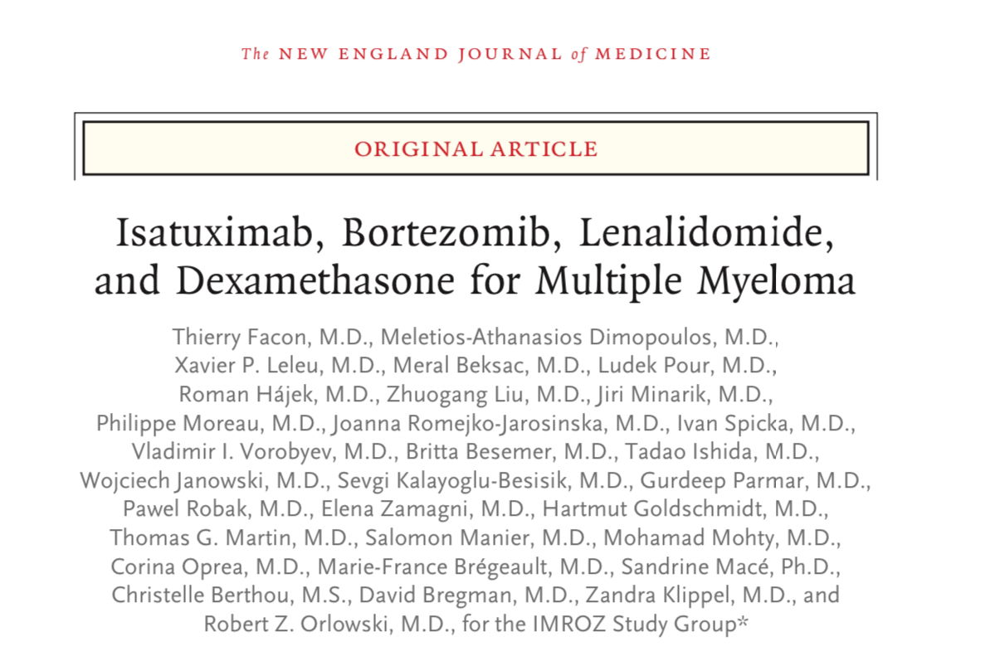 The NEW ENGLAND JOURNAL of MEDICINE
ORIGINAL ARTICLE
Isatuximab, Bortezomib, Lenalidomide,
and Dexamethasone for Multiple Myeloma
Thierry Facon, M.D., Meletios-Athanasios Dimopoulos, M.D.,
Xavier P. Leleu, M.D., Meral Beksac, M.D., Ludek Pour, M.D.,
Roman Hájek, M.D., Zhuogang Liu, M.D., Jiri Minarik, M.D.,
Philippe Moreau, M.D., Joanna Romejko-Jarosinska, M.D., Ivan Spicka, M.D.,
Vladimir I. Vorobyev, M.D., Britta Besemer, M.D., Tadao Ishida, M.D.,
Wojciech Janowski, M.D., Sevgi Kalayoglu-Besisik, M.D., Gurdeep Parmar, M.D.,
Pawel Robak, M.D., Elena Zamagni, M.D., Hartmut Goldschmidt, M.D.,
Thomas G. Martin, M.D., Salomon Manier, M.D., Mohamad Mohty, M.D.,
Corina Oprea, M.D., Marie-France Brégeault, M.D., Sandrine Macé, Ph.D.,
Christelle Berthou, M.S., David Bregman, M.D., Zandra Klippel, M.D., and
Robert Z. Orlowski, M.D., for the IMROZ Study Group*